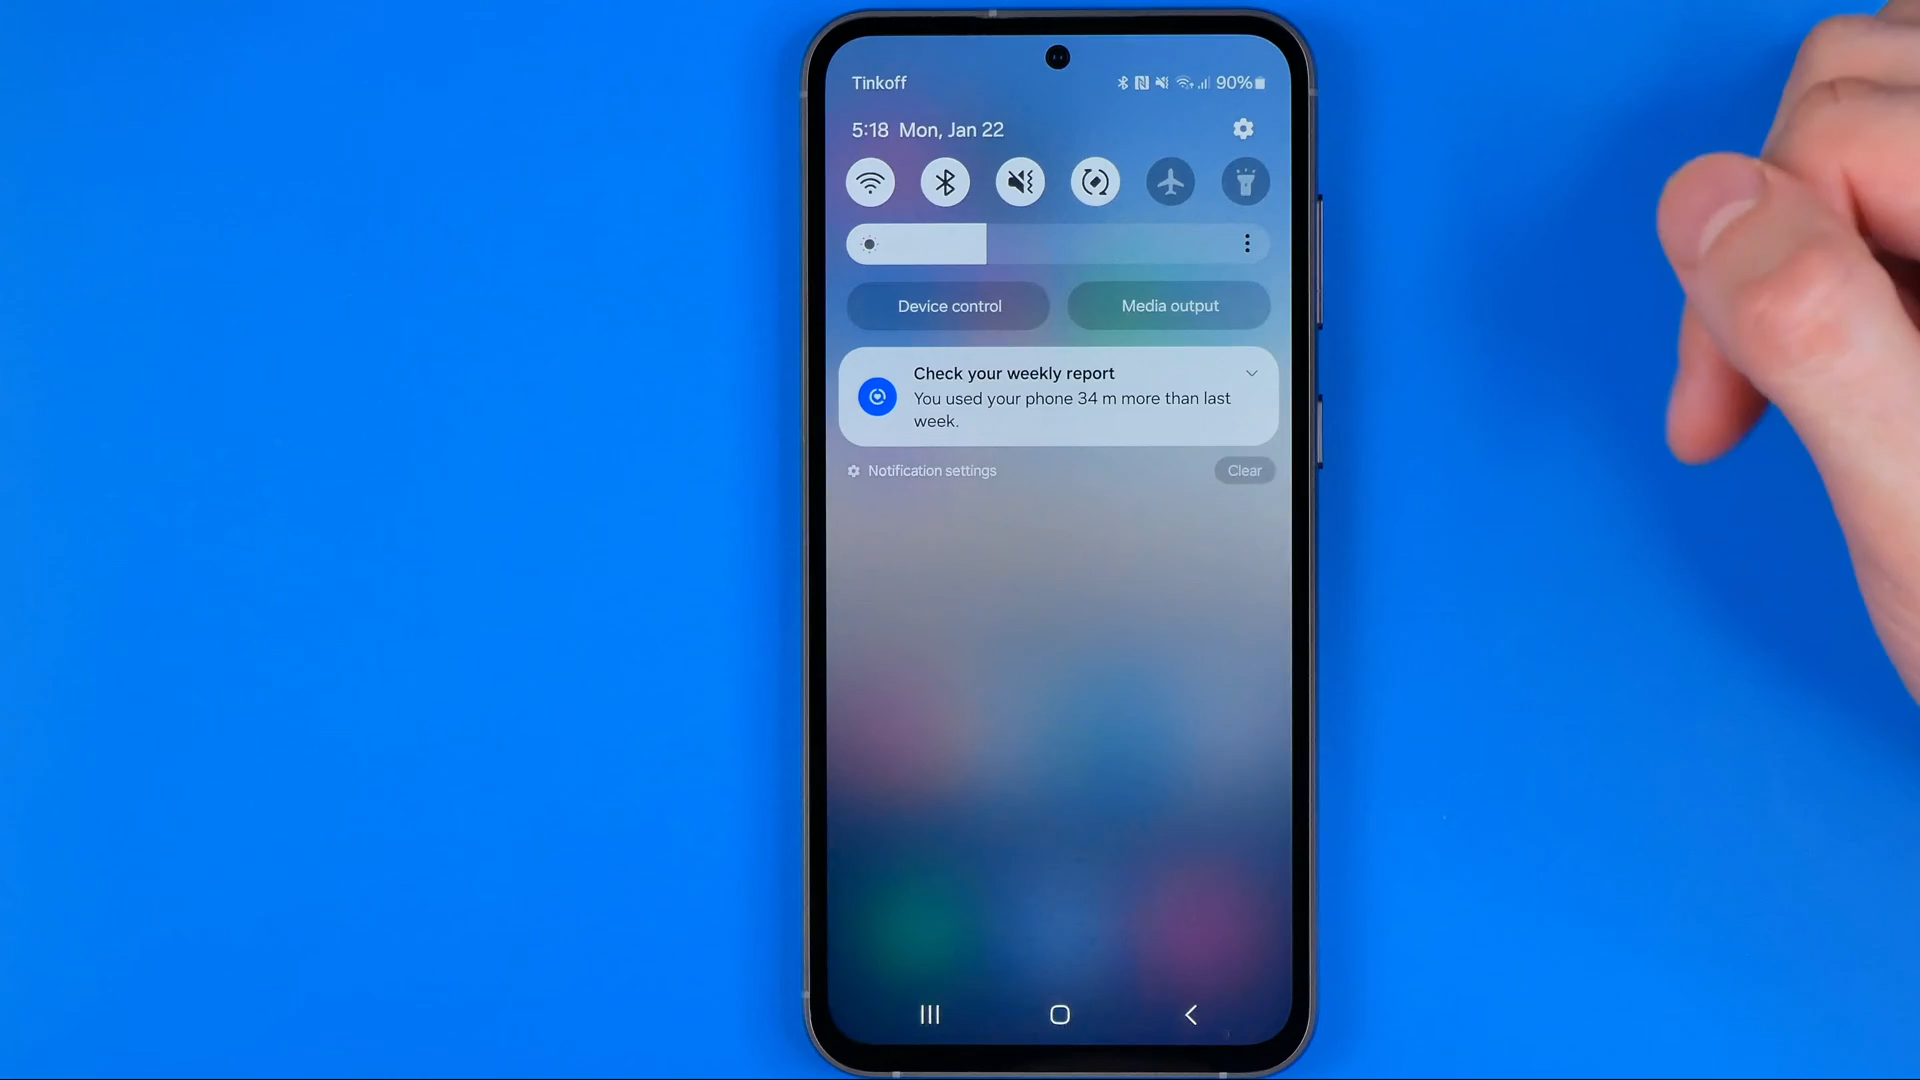 Tinkoff
90%
5:18 Mon, Jan 22
Device control
Media output
Check your weekly report
You used your phone 34 m more than last
week.
Notification settings
Clear